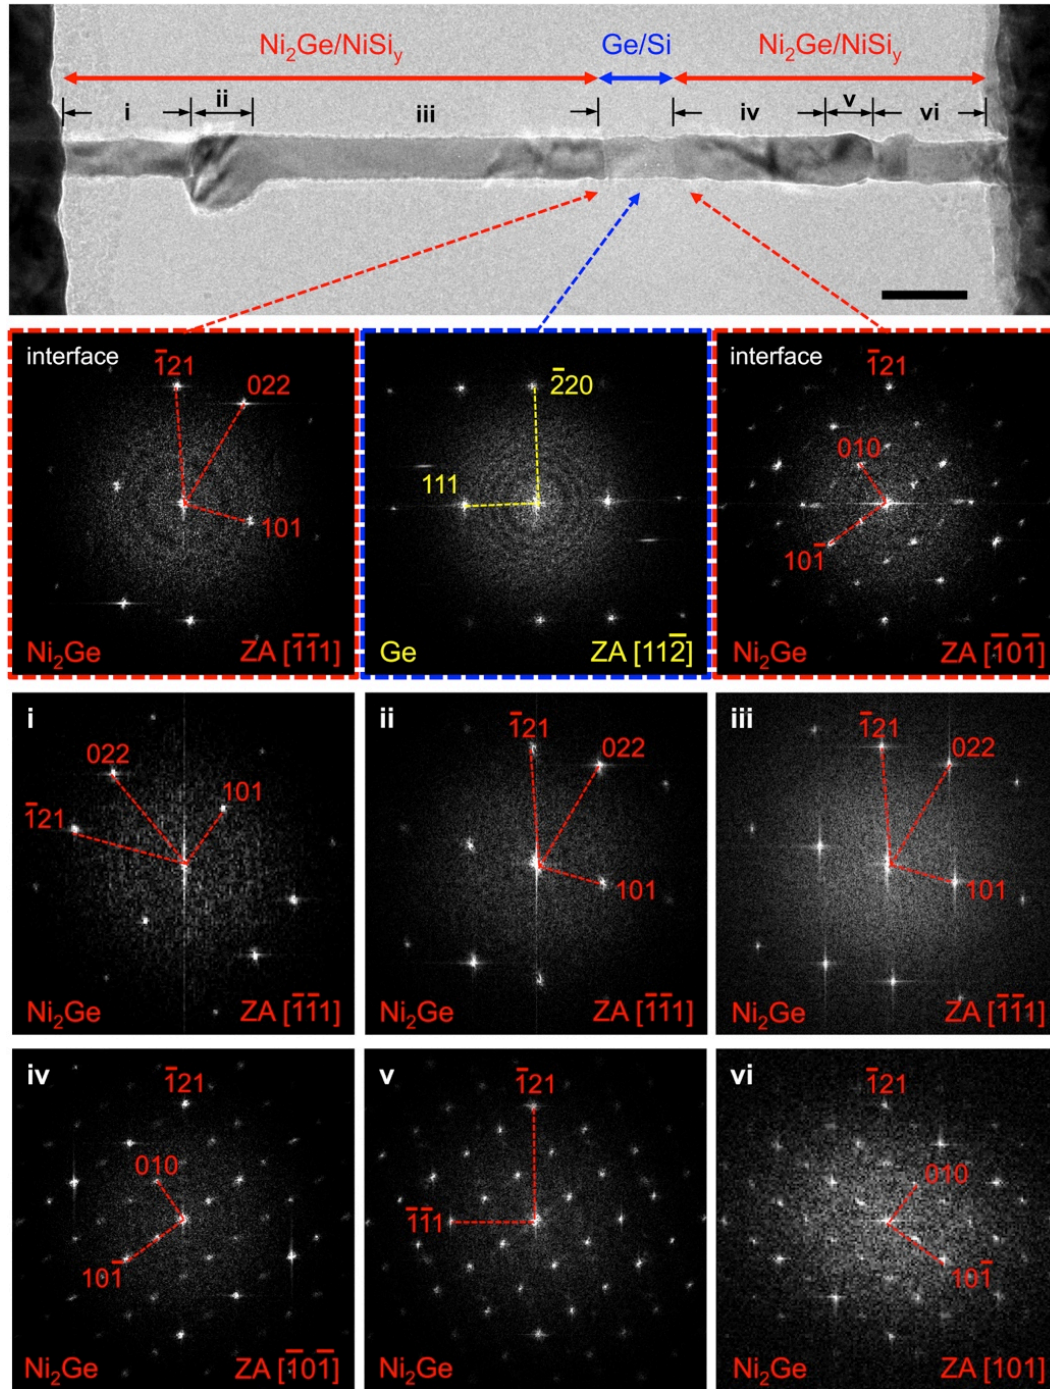 Ni₂Ge/NiSiᵧ Ge/Si Ni₂Ge/NiSiᵧ
i ii iii iv v vi
interface
1̅21
022
101
Ni₂Ge ZA [1̅1̅1]
2̅20
111
Ge ZA [112̅]
interface
1̅21
010
101̅
Ni₂Ge ZA [1̅01̅]
i
022
101
1̅21
Ni₂Ge ZA [1̅1̅1]
ii
1̅21
022
101
Ni₂Ge ZA [1̅1̅1]
iii
1̅21
022
101
Ni₂Ge ZA [1̅1̅1]
iv
1̅21
010
101̅
Ni₂Ge ZA [1̅01̅]
v
1̅21
1̅1̅1
Ni₂Ge
vi
1̅21
010
101̅
Ni₂Ge ZA [101]